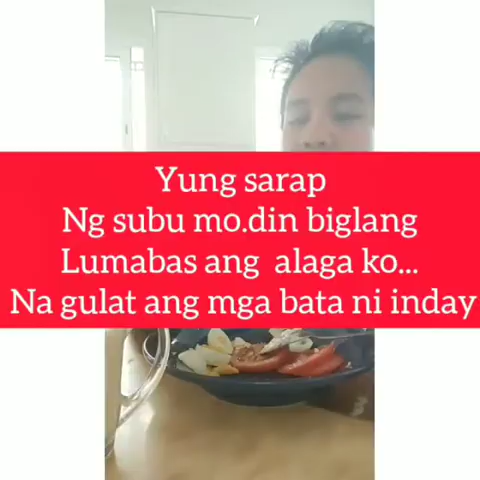 Yung sarap
Ng subu mo.din biglang
Lumabas ang alaga ko...
Na gulat ang mga bata ni inday